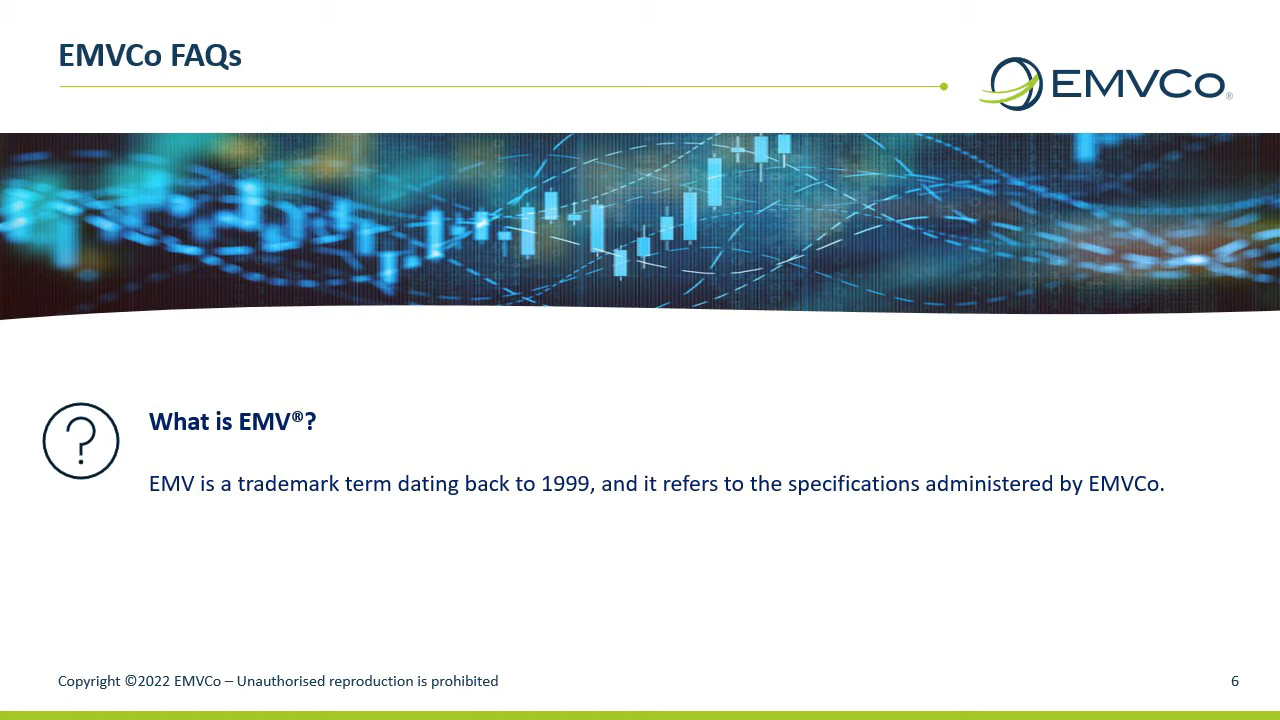 EMVCo FAQs
EMVCo®
What is EMV®?
EMV is a trademark term dating back to 1999, and it refers to the specifications administered by EMVCo.
Copyright ©2022 EMVCo – Unauthorised reproduction is prohibited
6